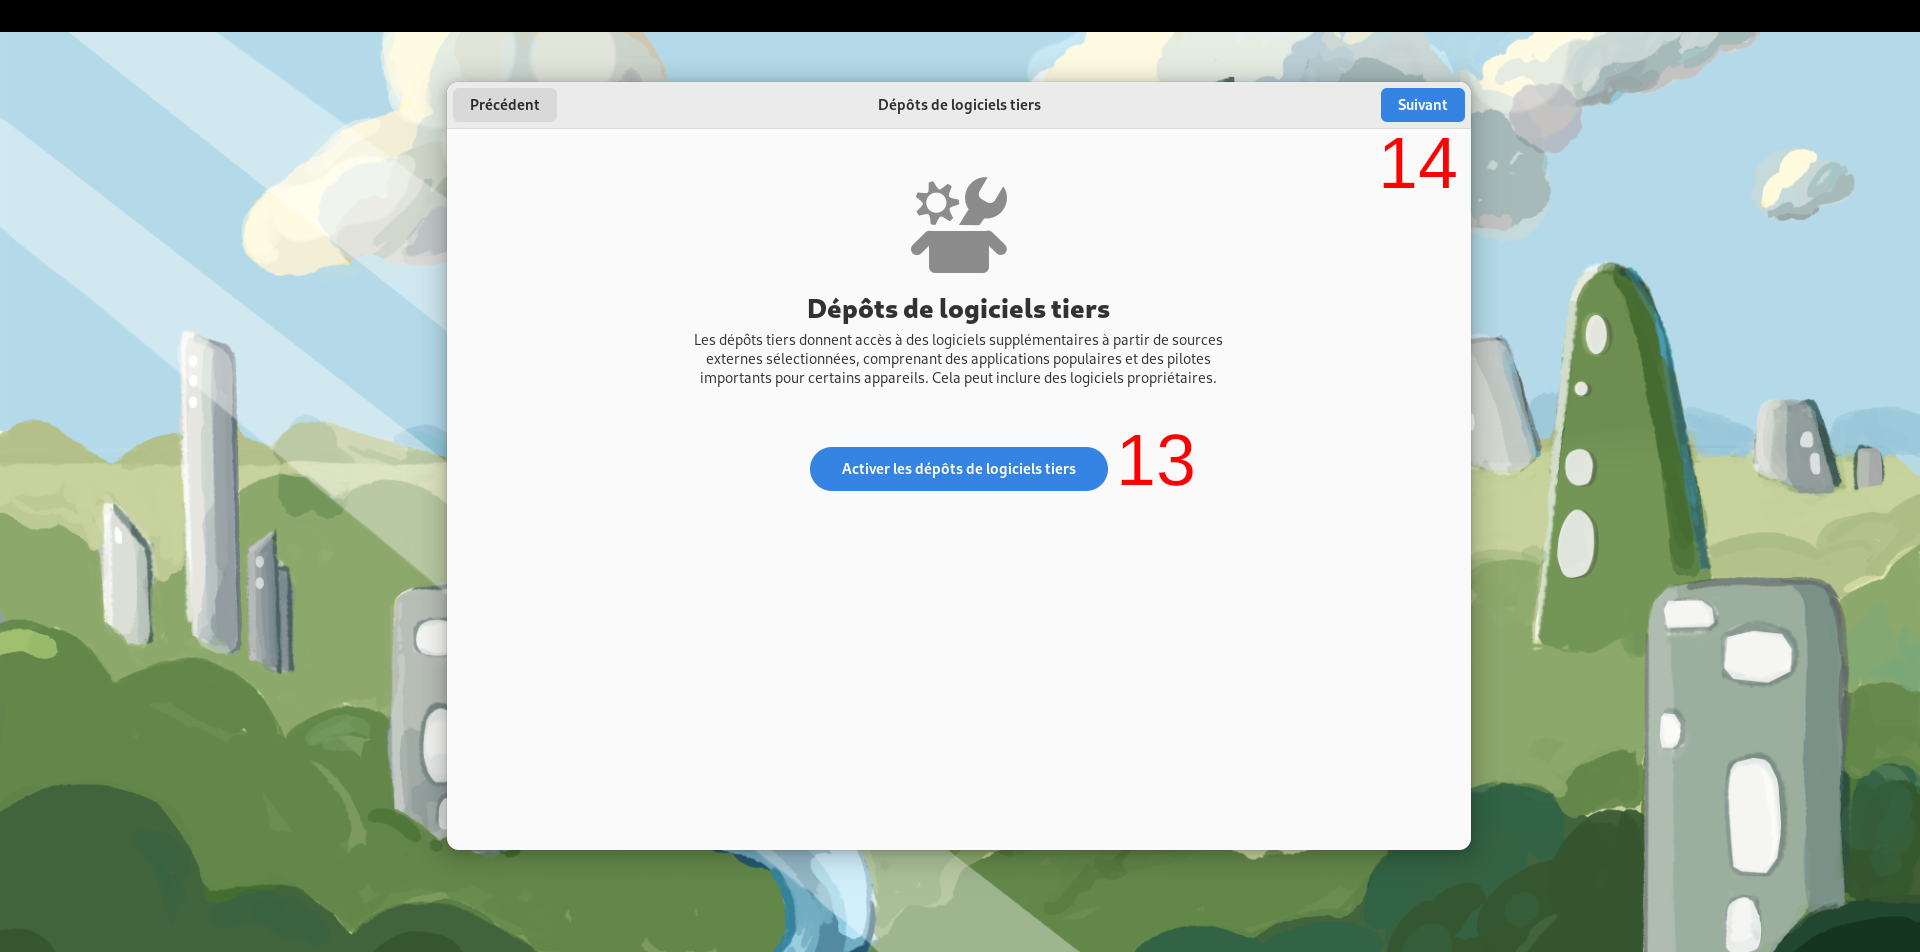 Précédent
Dépôts de logiciels tiers
Suivant
14
Dépôts de logiciels tiers
Les dépôts tiers donnent accès à des logiciels supplémentaires à partir de sources
externes sélectionnées, comprenant des applications populaires et des pilotes
importants pour certains appareils. Cela peut inclure des logiciels propriétaires.
Activer les dépôts de logiciels tiers
13